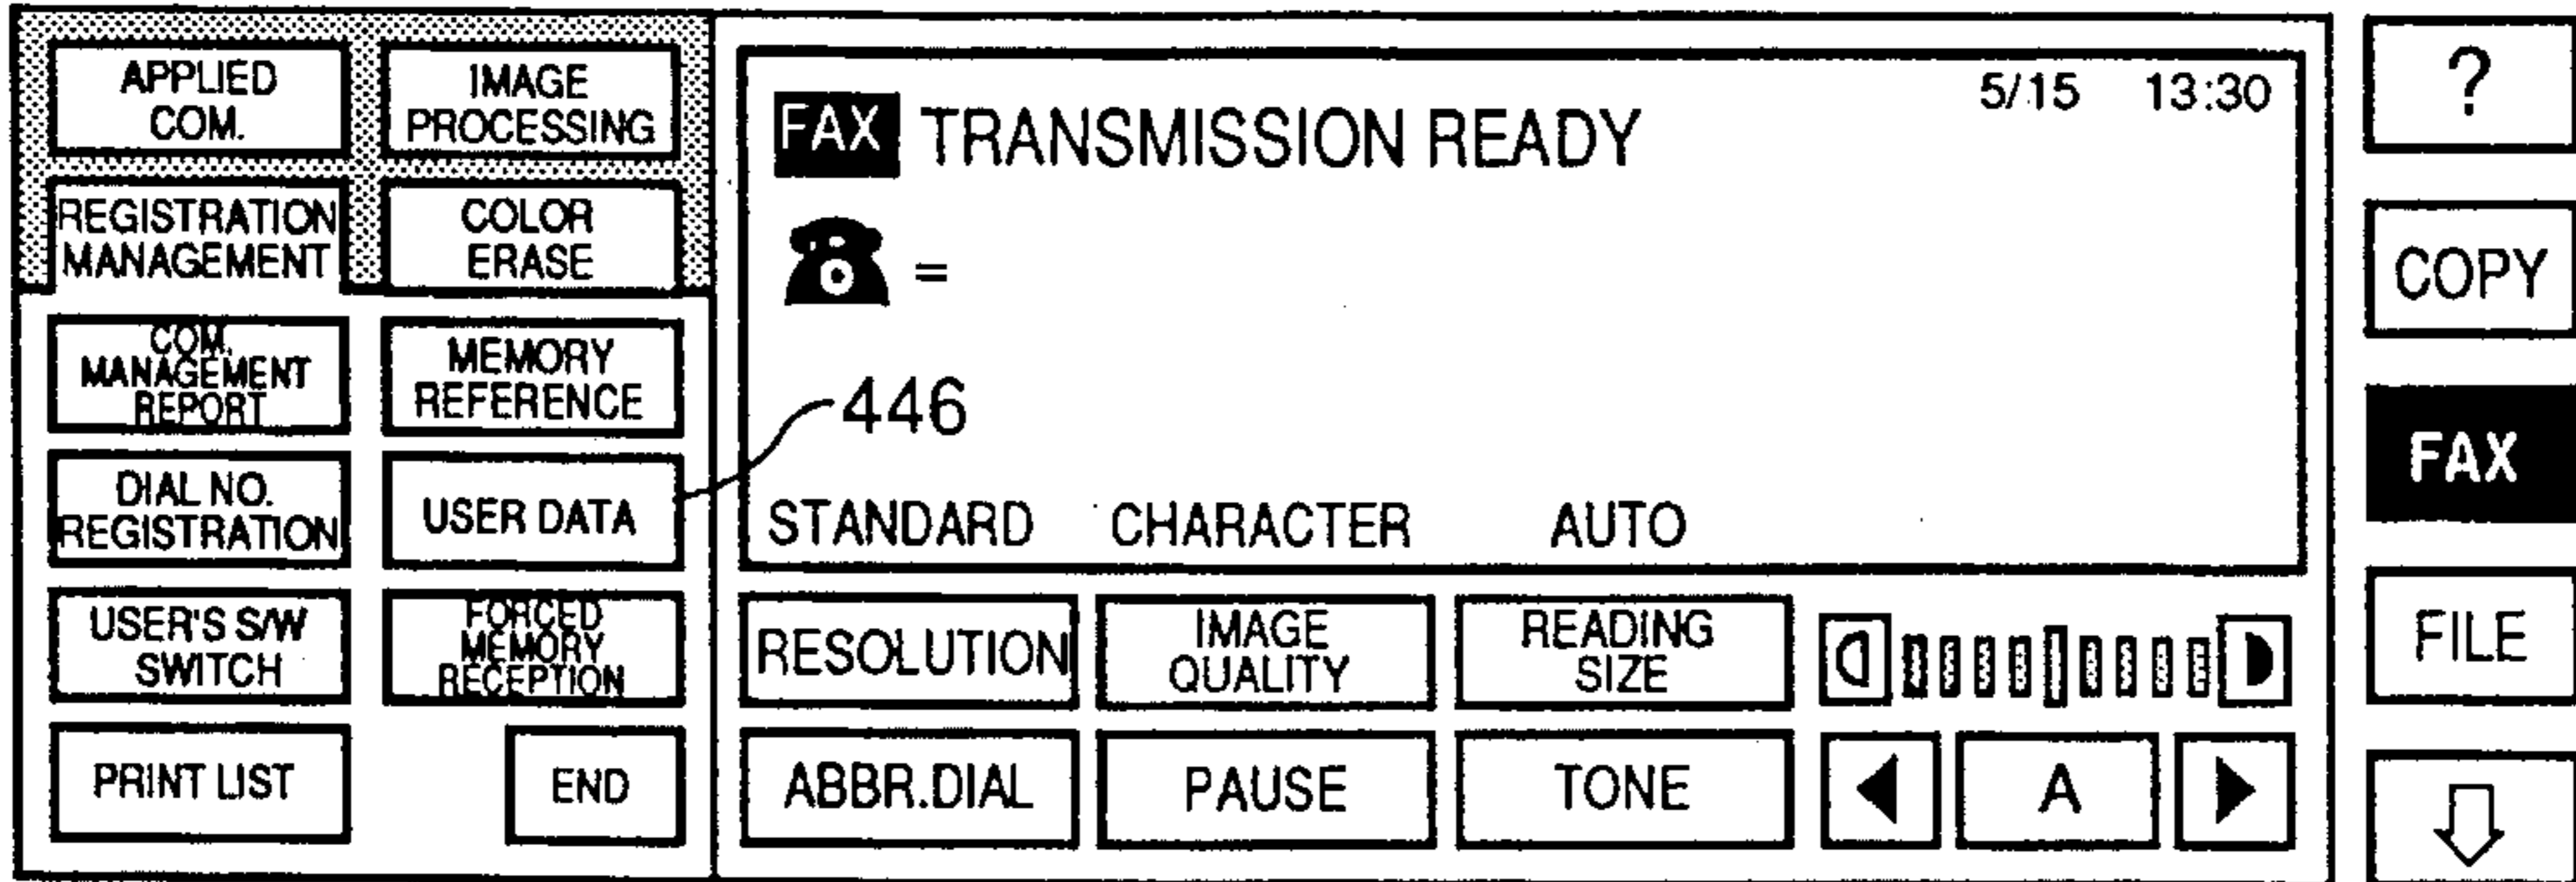 APPLIED
COM.
IMAGE
PROCESSING
REGISTRATION
MANAGEMENT
COLOR
ERASE
COM.
MANAGEMENT
REPORT
MEMORY
REFERENCE
DIAL NO.
REGISTRATION
USER DATA
USER'S S/W
SWITCH
FORCED
MEMORY
RECEPTION
PRINT LIST
END
5/15 13:30
FAX TRANSMISSION READY
=
446
STANDARD CHARACTER AUTO
RESOLUTION
IMAGE
QUALITY
READING
SIZE
ABBR.DIAL
PAUSE
TONE
A
?
COPY
FAX
FILE